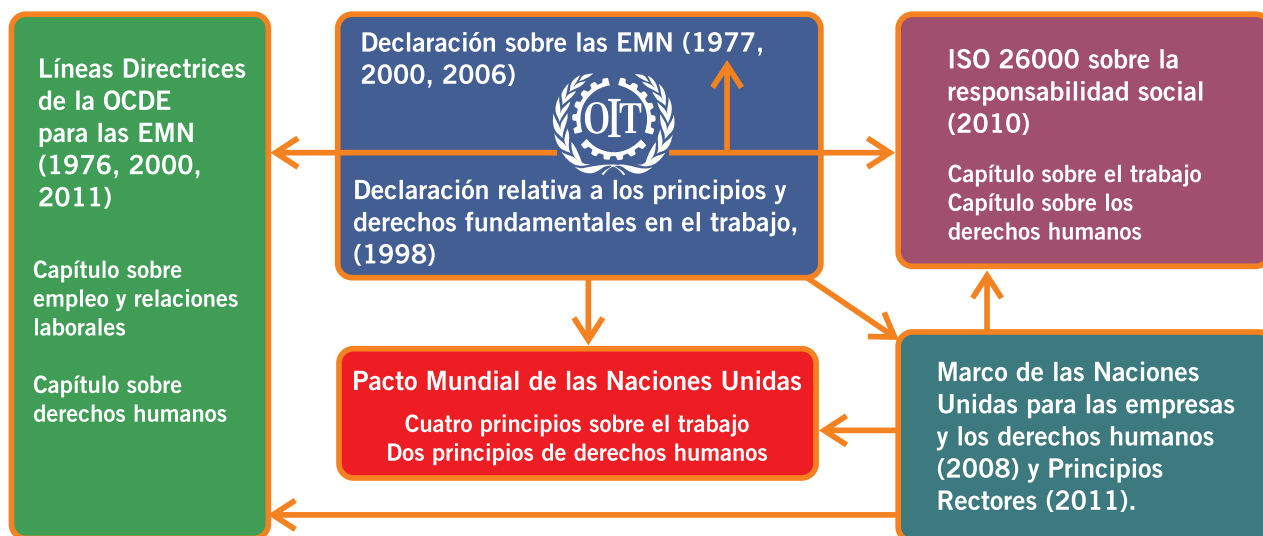 Líneas Directrices
de la OCDE
para las EMN
(1976, 2000,
2011)
Capítulo sobre
empleo y relaciones
laborales
Capítulo sobre
derechos humanos
Declaración sobre las EMN (1977,
2000, 2006)
OIT
Declaración relativa a los principios y
derechos fundamentales en el trabajo,
(1998)
ISO 26000 sobre la
responsabilidad social
(2010)
Capítulo sobre el trabajo
Capítulo sobre los
derechos humanos
Pacto Mundial de las Naciones Unidas
Cuatro principios sobre el trabajo
Dos principios de derechos humanos
Marco de las Naciones
Unidas para las empresas
y los derechos humanos
(2008) y Principios
Rectores (2011).